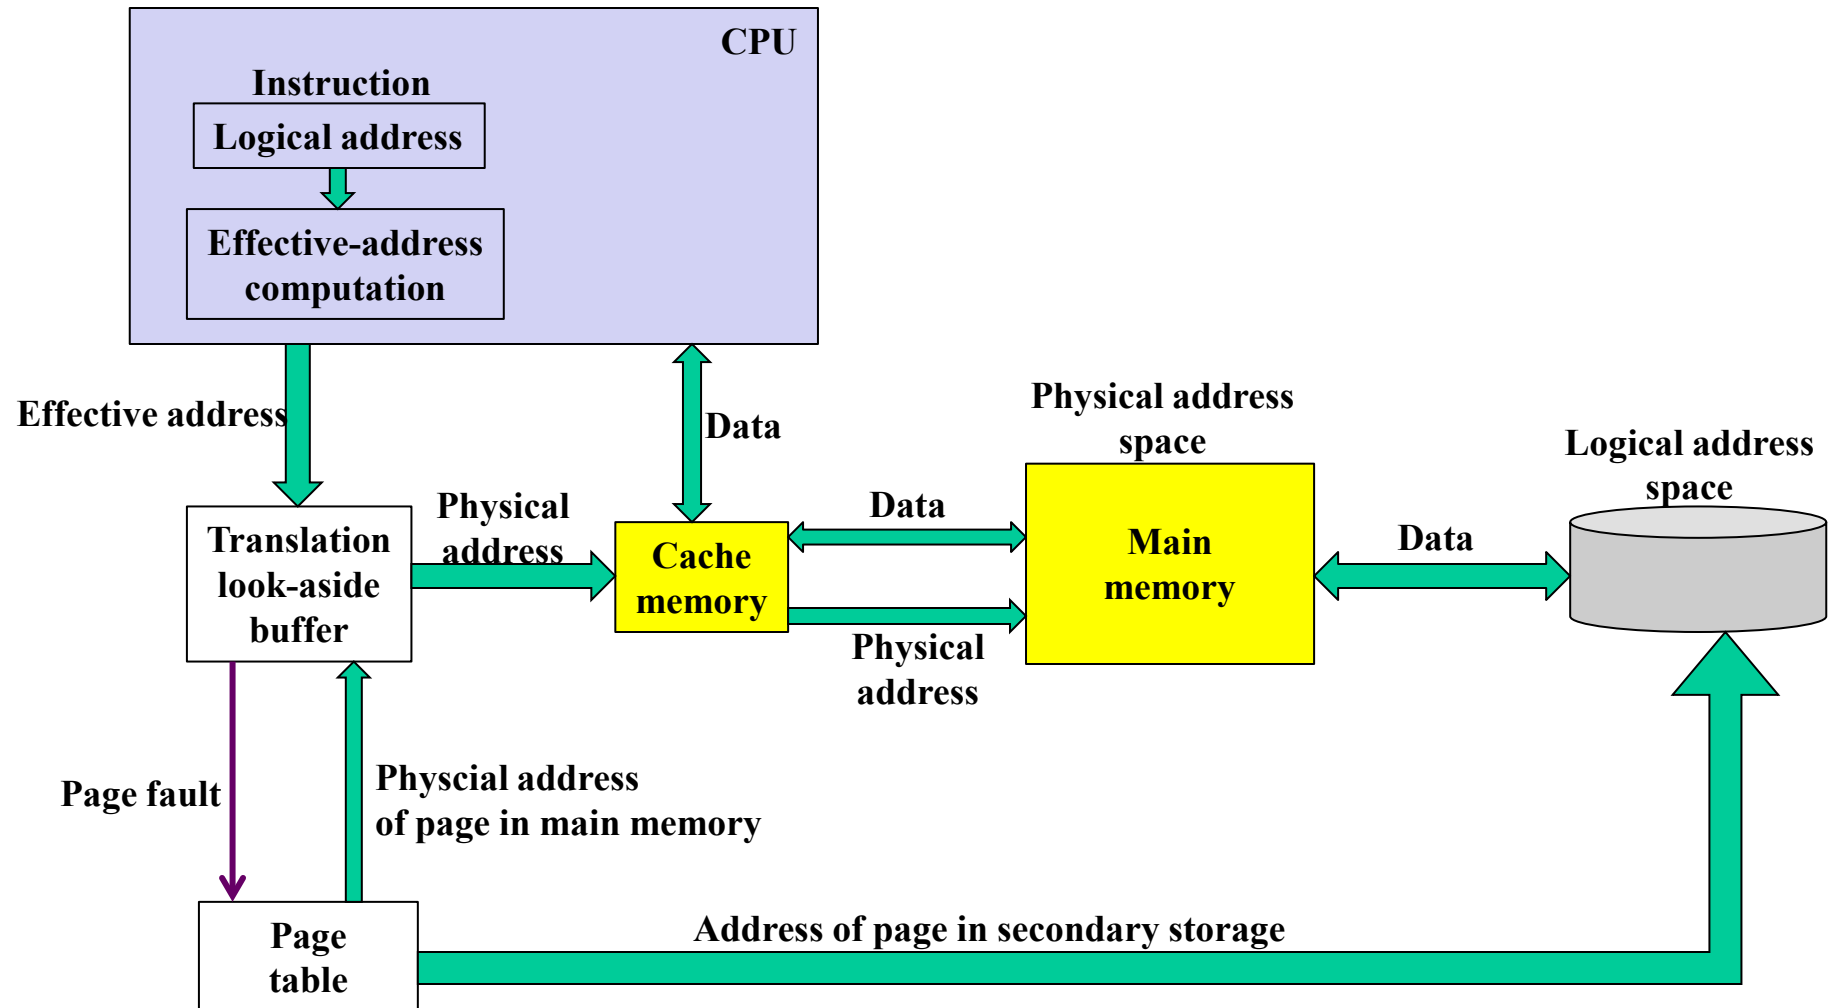 CPU
Instruction
Logical address
Effective-address
computation
Effective address
Data
Physical address
space
Logical address
space
Physical
address
Data
Data
Translation
look-aside
buffer
Cache
memory
Main
memory
Physical
address
Page fault
Physcial address
of page in main memory
Address of page in secondary storage
Page
table